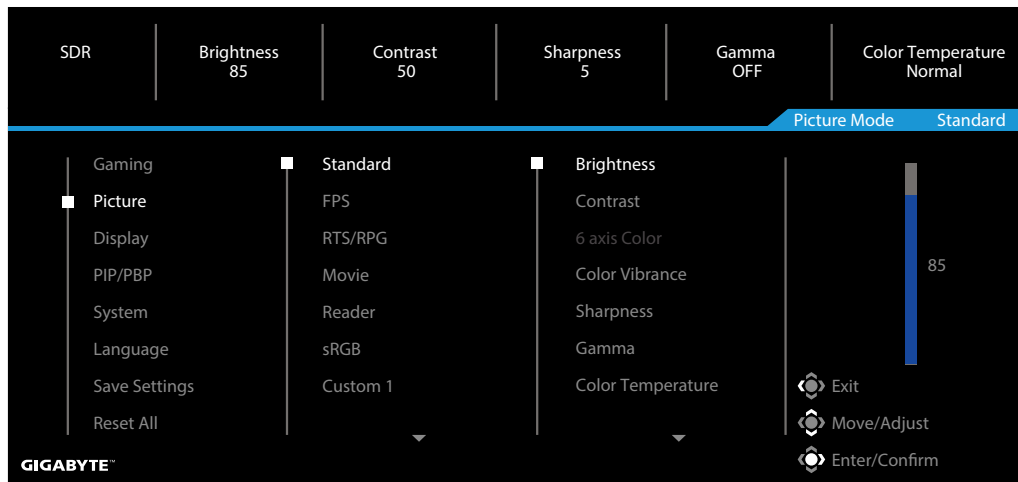 SDR
Brightness
85
Contrast
50
Sharpness
5
Gamma
OFF
Color Temperature
Normal
Picture Mode Standard
Gaming
Picture
Display
PIP/PBP
System
Language
Save Settings
Reset All
Standard
FPS
RTS/RPG
Movie
Reader
sRGB
Custom 1
Brightness
Contrast
6 axis Color
Color Vibrance
Sharpness
Gamma
Color Temperature
85
Exit
Move/Adjust
Enter/Confirm
GIGABYTE™